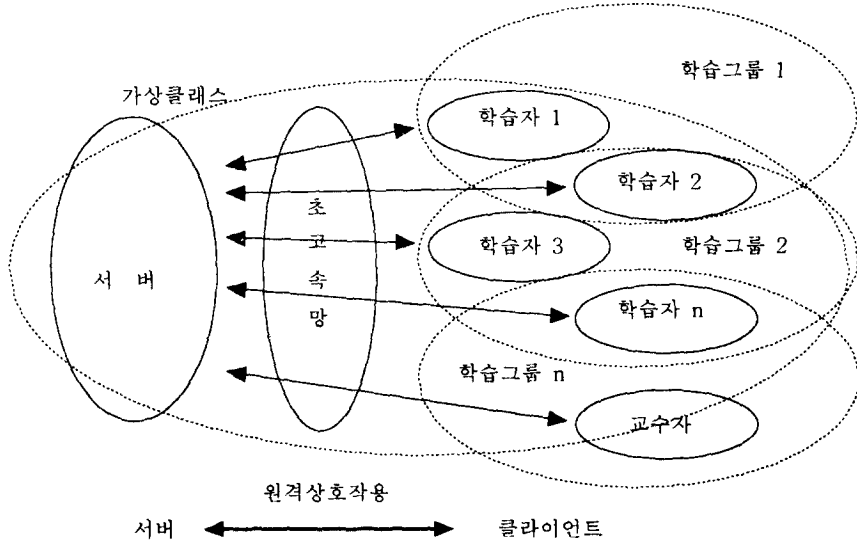 학습그룹 1
가상클래스
학습자 1
학습자 2
초
고
속
망
학습자 3
학습그룹 2
서 버
학습자 n
학습그룹 n
교수자
원격상호작용
서버
클라이언트